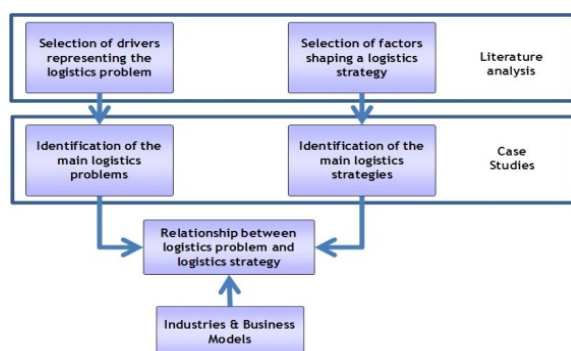 Selection of drivers
representing the
logistics problem
Selection of factors
shaping a logistics
strategy
Literature
analysis
Identification of the
main logistics
problems
Identification of the
main logistics
strategies
Case
Studies
Relationship between
logistics problem and
logistics strategy
Industries & Business
Models